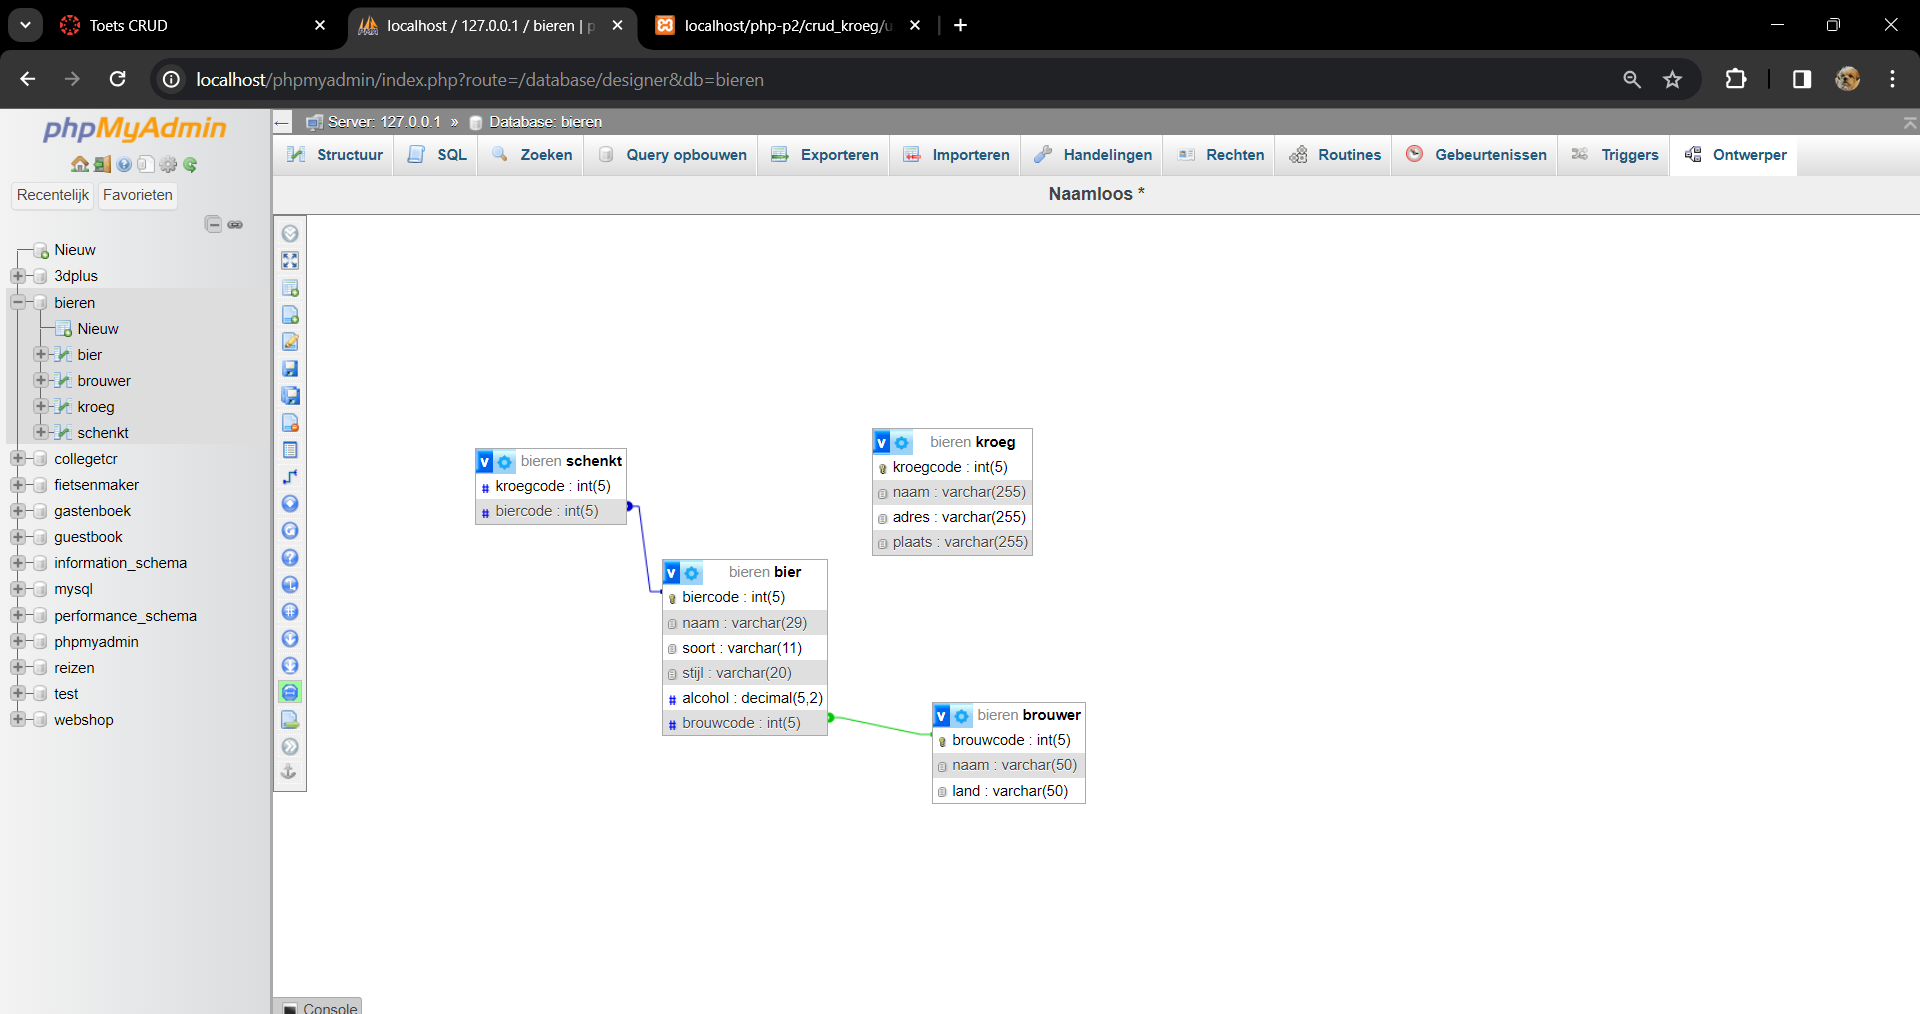 Toets CRUD
localhost / 127.0.0.1 / bieren | p
localhost/php-p2/crud_kroeg/u
localhost/phpmyadmin/index.php?route=/database/designer&db=bieren
phpMyAdmin
Recentelijk
Favorieten
Nieuw
3dplus
bieren
Nieuw
bier
brouwer
kroeg
schenkt
collegetcr
fietsenmaker
gastenboek
guestbook
information_schema
mysql
performance_schema
phpmyadmin
reizen
test
webshop
Server: 127.0.0.1 » Database: bieren
Structuur
SQL
Zoeken
Query opbouwen
Exporteren
Importeren
Handelingen
Rechten
Routines
Gebeurtenissen
Triggers
Ontwerper
Naamloos *
v bieren schenkt
# kroegcode : int(5)
# biercode : int(5)
v bieren kroeg
kroegcode : int(5)
naam : varchar(255)
adres : varchar(255)
plaats : varchar(255)
v bieren bier
biercode : int(5)
naam : varchar(29)
soort : varchar(11)
stijl : varchar(20)
# alcohol : decimal(5,2)
# brouwcode : int(5)
v bieren brouwer
brouwcode : int(5)
naam : varchar(50)
land : varchar(50)
Console